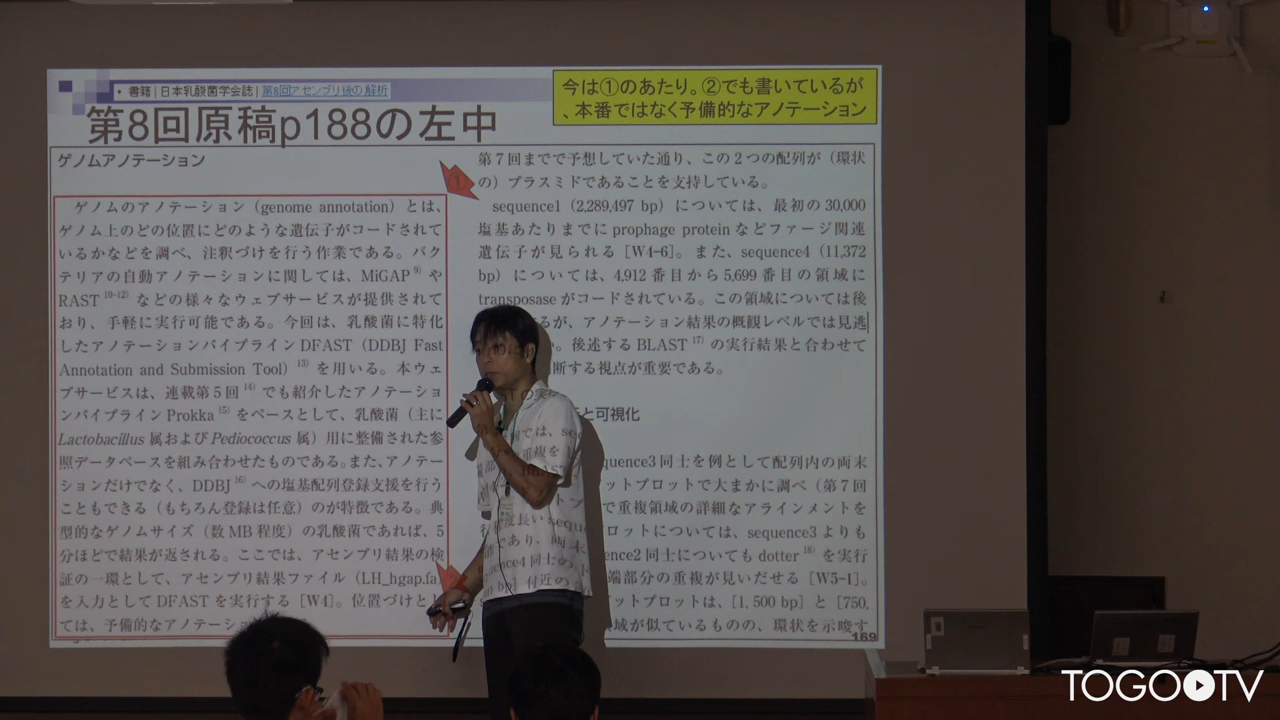 • 書籍 | 日本乳酸菌学会誌 | 第8回アセンブリ後の解析
今は①のあたり。②でも書いているが
、本番ではなく予備的なアノテーション
第8回原稿p188の左中
ゲノムアノテーション
ゲノムのアノテーション（genome annotation）とは、
ゲノム上のどの位置にどのような遺伝子がコードされて
いるかなどを調べ、注釈づけを行う作業である。バク
テリアの自動アノテーションに関しては、MiGAP 9) や
RAST 10-12) などの様々なウェブサービスが提供されて
おり、手軽に実行可能である。今回は、乳酸菌に特化
したアノテーションパイプライン DFAST（DDBJ Fast
Annotation and Submission Tool）13) を用いる。本ウェ
ブサービスは、連載第５回 14) でも紹介したアノテーショ
ンパイプライン Prokka 15) をベースとして、乳酸菌（主に
Lactobacillus 属および Pediococcus 属）用に整備された参
照データベースを組み合わせたものである。また、アノテー
ションだけでなく、DDBJ 16) への塩基配列登録支援を行う
こともできる（もちろん登録は任意）のが特徴である。典
型的なゲノムサイズ（数 MB 程度）の乳酸菌であれば、5
分ほどで結果が返される。ここでは、アセンブリ結果の検
証の一環として、アセンブリ結果ファイル（LH_hgap.fa
を入力として DFAST を実行する［W4］。位置づけと
ては、予備的なアノテーショ
①
第７回までで予想していた通り、この２つの配列が（環状
の）プラスミドであることを支持している。
sequence1（2,289,497 bp）については、最初の 30,000
塩基あたりまでに prophage protein などファージ関連
遺伝子が見られる［W4-6］。また、sequence4（11,372
bp）については、4,912 番目から 5,699 番目の領域に
transposase がコードされている。この領域については後
るが、アノテーション結果の概観レベルでは見逃
。後述する BLAST 17) の実行結果と合わせて
断する視点が重要である。
と可視化
quence3 同士を例として配列内の両末
ットプロットで大まかに調べ（第７回
で重複領域の詳細なアラインメントを
ロットについては、sequence3 よりも
ence2 同士についても dotter 18) を実行
端部分の重複が見いだせる［W5-1］。
ットプロットは、[1, 500 bp] と [750,
域が似ているものの、環状を示唆す
169
TOGOTV